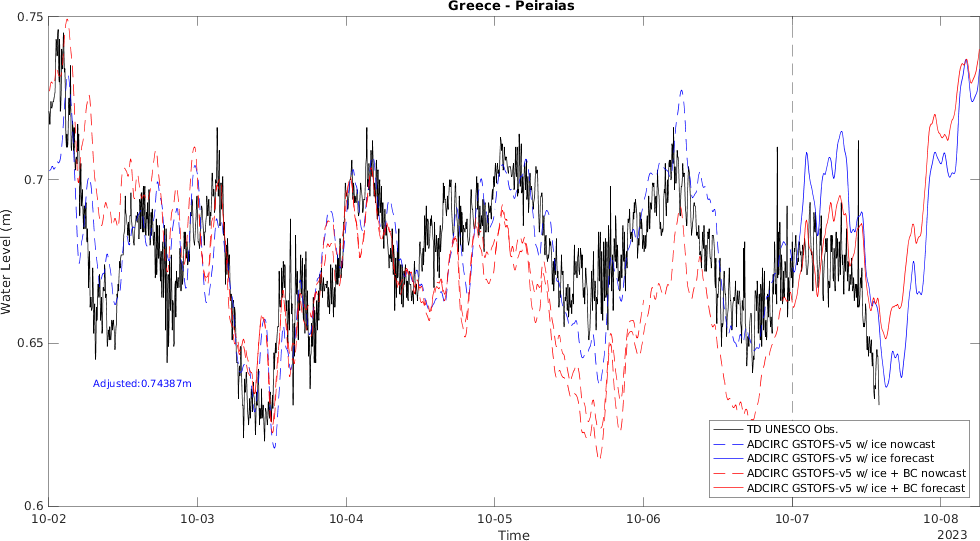 Greece - Peiraias
0.75
0.7
0.65
0.6
Water Level (m)
Adjusted:0.74387m
TD UNESCO Obs.
ADCIRC GSTOFS-v5 w/ ice nowcast
ADCIRC GSTOFS-v5 w/ ice forecast
ADCIRC GSTOFS-v5 w/ ice + BC nowcast
ADCIRC GSTOFS-v5 w/ ice + BC forecast
10-02 10-03 10-04 10-05 10-06 10-07 10-08
Time
2023